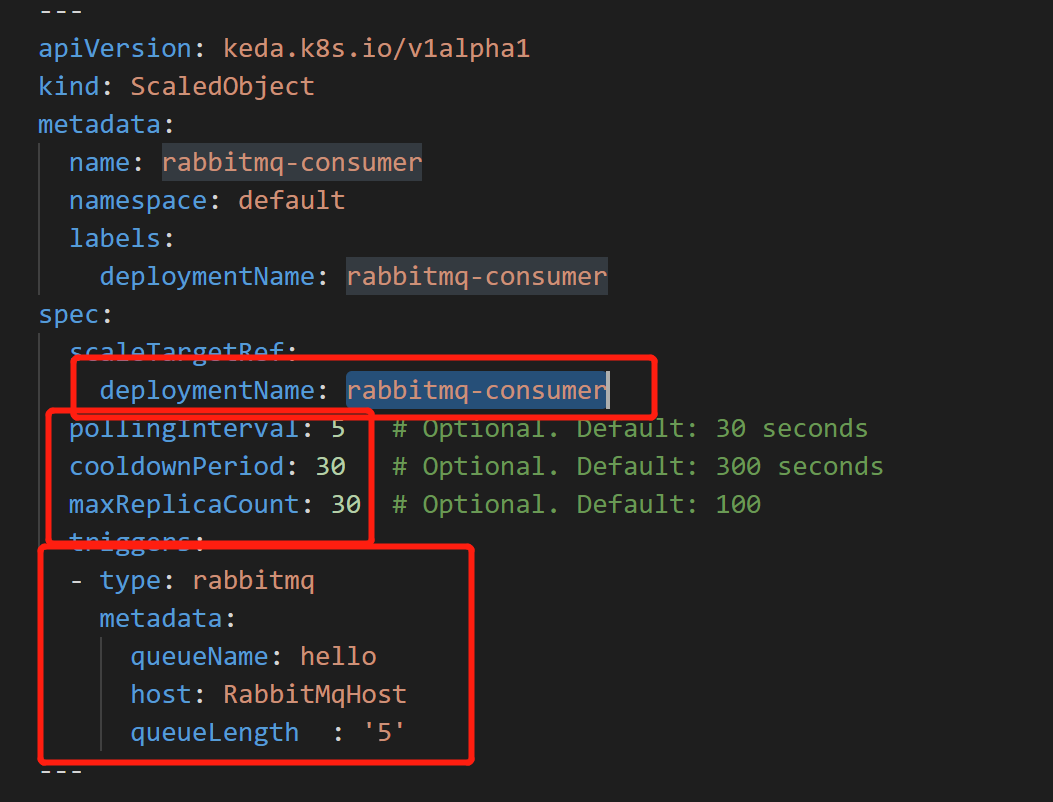 ---
apiVersion: keda.k8s.io/v1alpha1
kind: ScaledObject
metadata:
  name: rabbitmq-consumer
  namespace: default
  labels:
    deploymentName: rabbitmq-consumer
spec:
  scaleTargetRef:
    deploymentName: rabbitmq-consumer
  pollingInterval: 5   # Optional. Default: 30 seconds
  cooldownPeriod: 30   # Optional. Default: 300 seconds
  maxReplicaCount: 30  # Optional. Default: 100
  triggers:
  - type: rabbitmq
    metadata:
      queueName: hello
      host: RabbitMqHost
      queueLength  : '5'
---